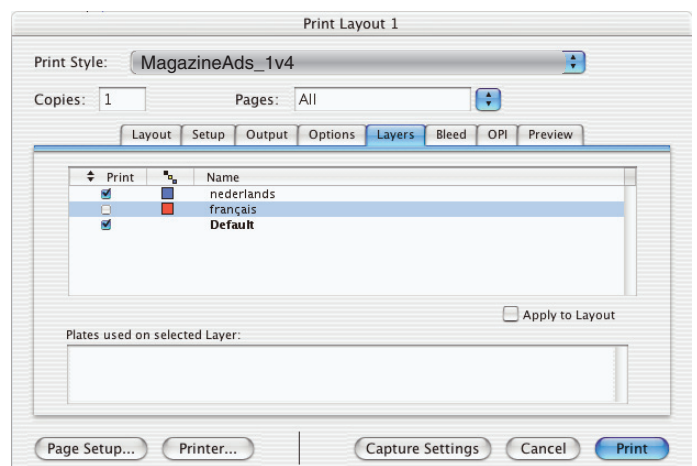 Print Layout 1
Print Style: MagazineAds_1v4
Copies: 1 Pages: All
Layout Setup Output Options Layers Bleed OPI Preview
Print Name
nederlands
français
Default
Apply to Layout
Plates used on selected Layer:
Page Setup... Printer... Capture Settings Cancel Print